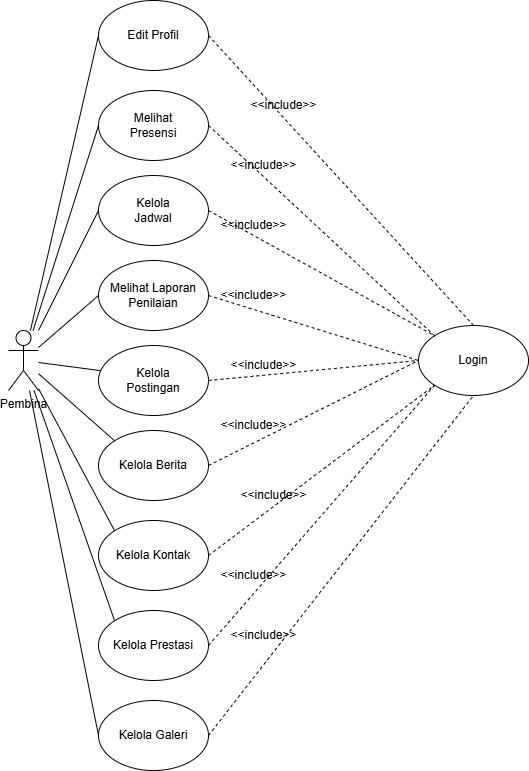 Edit Profil
<<include>>
Melihat
Presensi
<<include>>
Kelola
Jadwal
<<include>>
Melihat Laporan
Penilaian
<<include>>
Login
Kelola
Postingan
<<include>>
Pembina
Kelola Berita
<<include>>
Kelola Kontak
<<include>>
Kelola Prestasi
<<include>>
Kelola Galeri
<<include>>